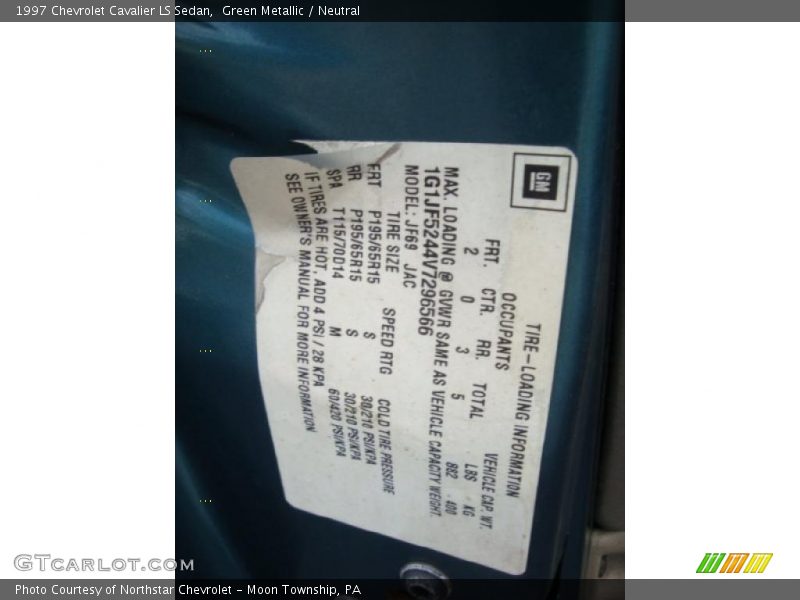 1997 Chevrolet Cavalier LS Sedan, Green Metallic / Neutral
GM
TIRE-LOADING INFORMATION
OCCUPANTS VEHICLE CAP. WT.
FRT. CTR. RR. TOTAL LBS KG
2 0 3 5 882 400
MAX. LOADING @ GVWR SAME AS VEHICLE CAPACITY WEIGHT.
1G1JF5244V7296566
MODEL: JF69 JAC
TIRE SIZE SPEED RTG COLD TIRE PRESSURE
FRT P195/65R15 S 30/210 PSI/KPA
RR P195/65R15 S 30/210 PSI/KPA
SPA T115/70D14 M 60/420 PSI/KPA
IF TIRES ARE HOT, ADD 4 PSI / 28 KPA
SEE OWNER'S MANUAL FOR MORE INFORMATION
GTcarlot.com
Photo Courtesy of Northstar Chevrolet - Moon Township, PA